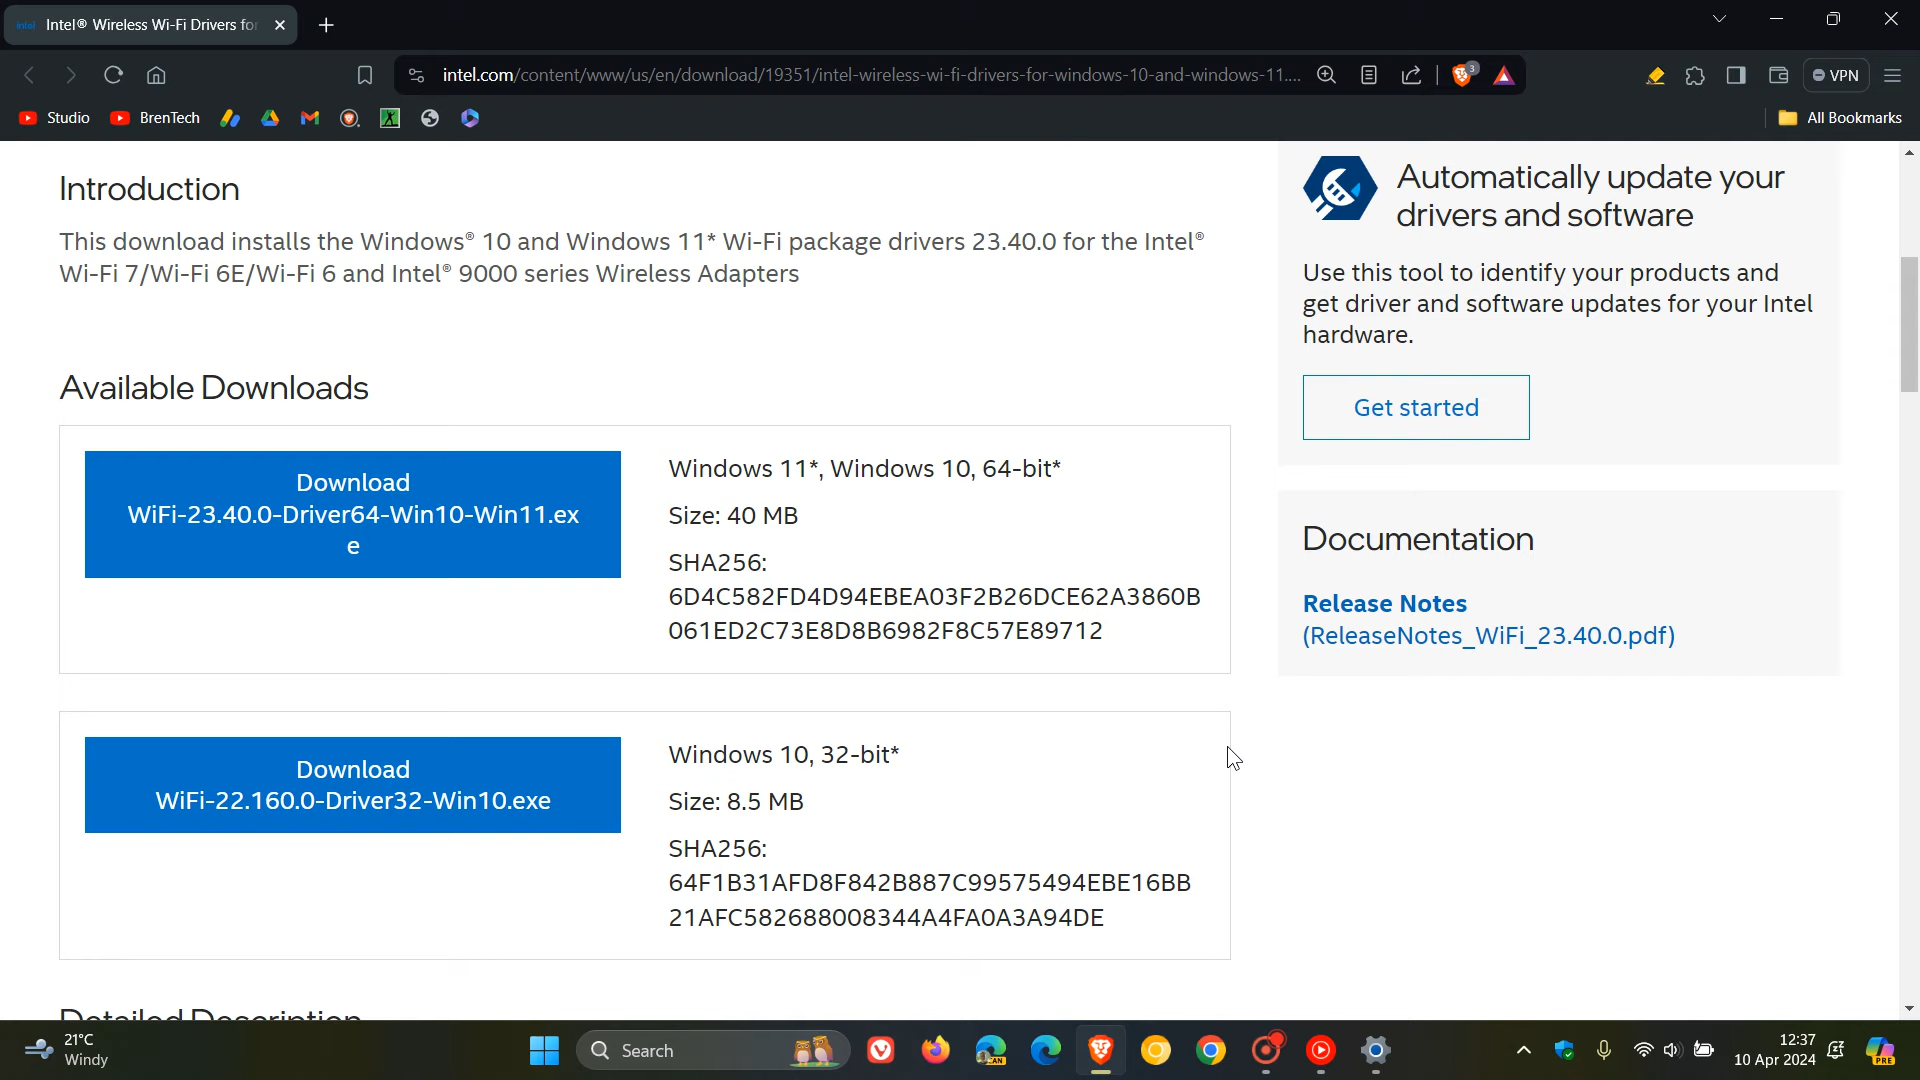 intel Intel® Wireless Wi-Fi Drivers for
intel.com/content/www/us/en/download/19351/intel-wireless-wi-fi-drivers-for-windows-10-and-windows-11....
3
VPN
Studio
BrenTech
All Bookmarks
Introduction
This download installs the Windows® 10 and Windows 11* Wi-Fi package drivers 23.40.0 for the Intel®
Wi-Fi 7/Wi-Fi 6E/Wi-Fi 6 and Intel® 9000 series Wireless Adapters
Available Downloads
Download
WiFi-23.40.0-Driver64-Win10-Win11.ex
e
Windows 11*, Windows 10, 64-bit*
Size: 40 MB
SHA256:
6D4C582FD4D94EBEA03F2B26DCE62A3860B
061ED2C73E8D8B6982F8C57E89712
Download
WiFi-22.160.0-Driver32-Win10.exe
Windows 10, 32-bit*
Size: 8.5 MB
SHA256:
64F1B31AFD8F842B887C99575494EBE16BB
21AFC582688008344A4FA0A3A94DE
Detailed Description
Automatically update your
drivers and software
Use this tool to identify your products and
get driver and software updates for your Intel
hardware.
Get started
Documentation
Release Notes
(ReleaseNotes_WiFi_23.40.0.pdf)
21°C
Windy
Search
CAN
12:37
10 Apr 2024
PRE